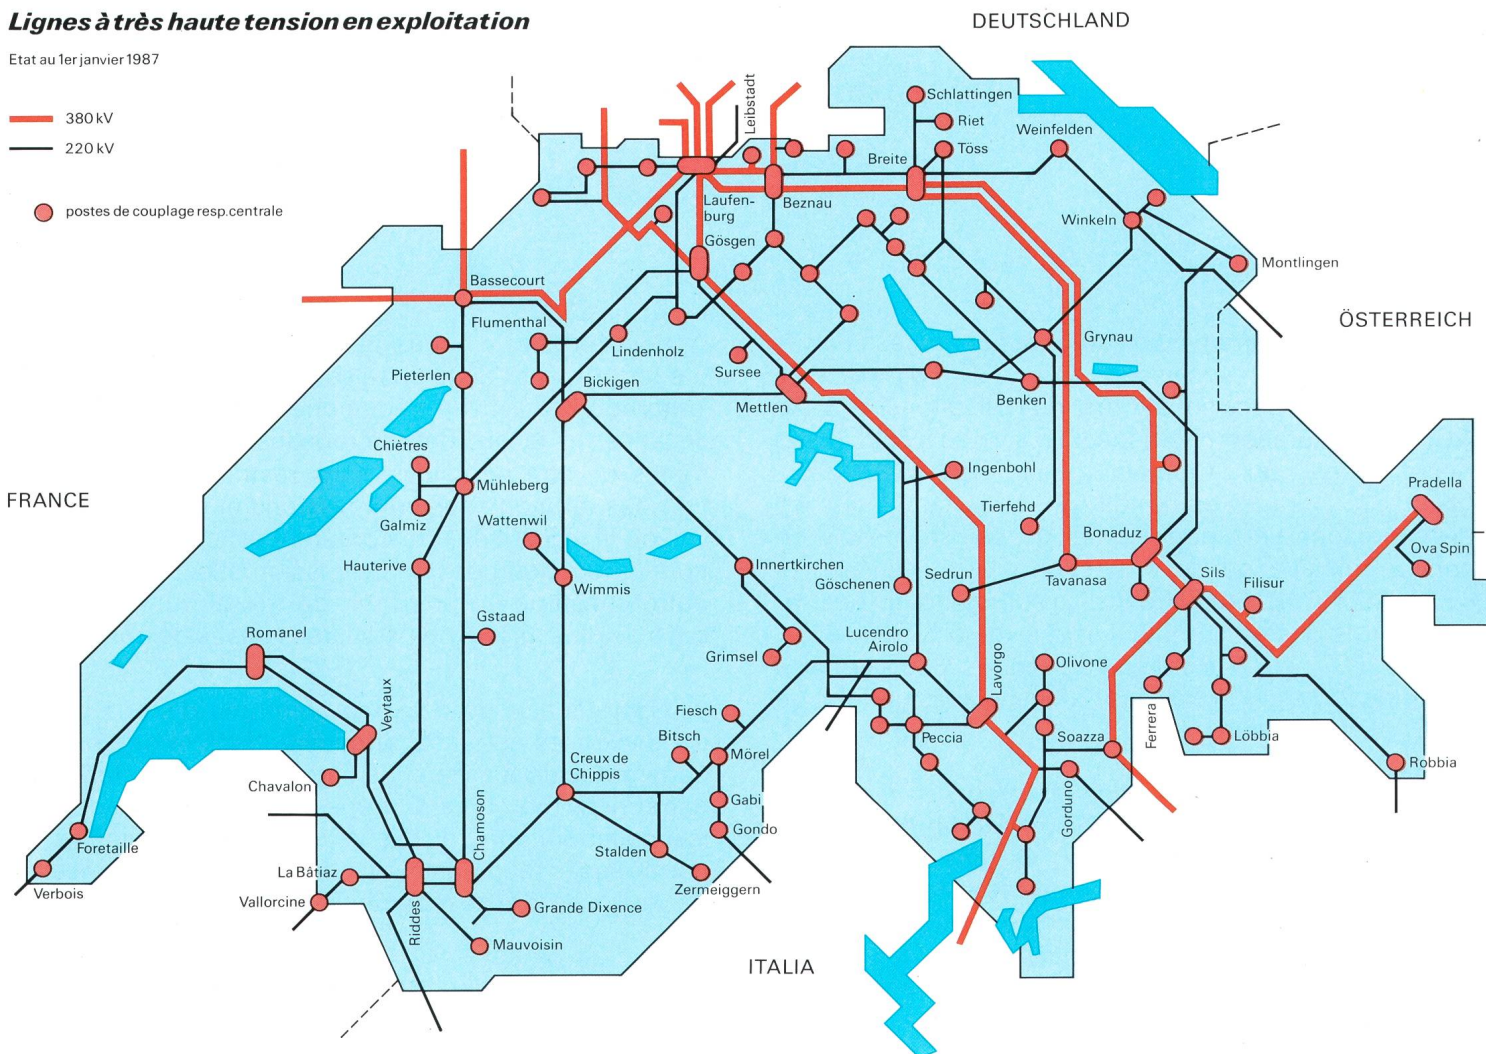 Lignes à très haute tension en exploitation
DEUTSCHLAND
Etat au 1er janvier 1987
380 kV
220 kV
postes de couplage resp. centrale
Leibstadt
Schlattingen
Riet
Weinfelden
Töss
Breite
Laufen-
burg
Beznau
Winkeln
Gösgen
Montlingen
Bassecourt
Flumenthal
ÖSTERREICH
Lindenholz
Grynau
Sursee
Pieterlen
Bickigen
Mettlen
Benken
Chiètres
Ingenbohl
Mühleberg
Pradella
FRANCE
Galmiz
Wattenwil
Tierfehd
Bonaduz
Ova Spin
Hauterive
Innertkirchen
Göschenen
Sedrun
Tavanasa
Sils
Filisur
Wimmis
Gstaad
Romanel
Lucendro
Airolo
Grimsel
Olivone
Lavorgo
Veytaux
Fiesch
Ferrera
Bitsch
Peccia
Soazza
Löbbia
Creux de
Chippis
Mörel
Robbia
Chavalon
Gabi
Gorduno
Chamoson
Gondo
Foretaille
Stalden
La Bâtiaz
Zermeiggern
Verbois
Vallorcine
Grande Dixence
Riddes
Mauvoisin
ITALIA